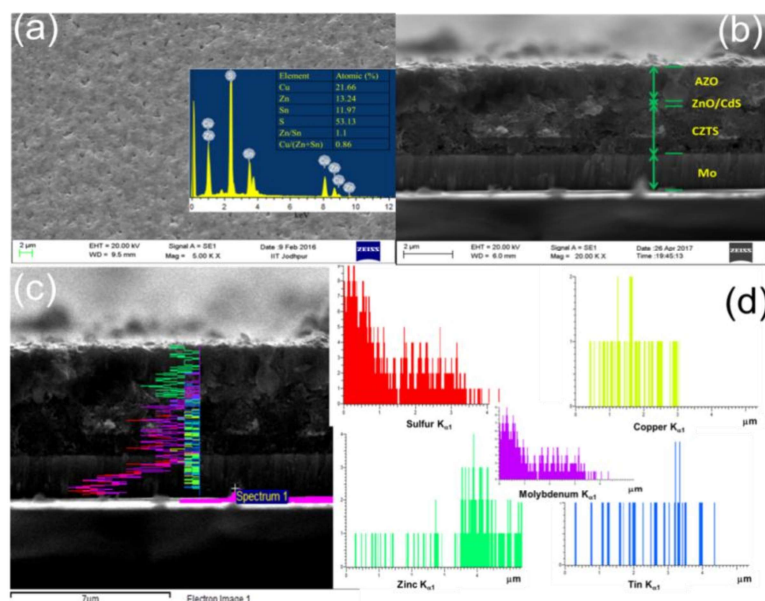 (a)
Element Atomic (%)
Cu 21.66
Zn 13.24
Sn 11.97
S 53.13
Zn/Sn 1.1
Cu/(Zn+Sn) 0.86
0 2 4 6 8 10 12
keV
2 µm
EHT = 20.00 kV Signal A = SE1 Date :9 Feb 2016
WD = 9.5 mm Mag = 5.00 K X IIT Jodhpur
ZEISS
(b)
AZO
ZnO/CdS
CZTS
Mo
2 µm
EHT = 20.00 kV Signal A = SE1 Date :26 Apr 2017
WD = 6.0 mm Mag = 20.00 K X Time :19:45:13
ZEISS
(c)
Spectrum 1
7µm
Electron Image 1
(d)
Sulfur Kα1
µm
Copper Kα1
µm
Molybdenum Kα1
µm
Zinc Kα1
µm
Tin Kα1
µm